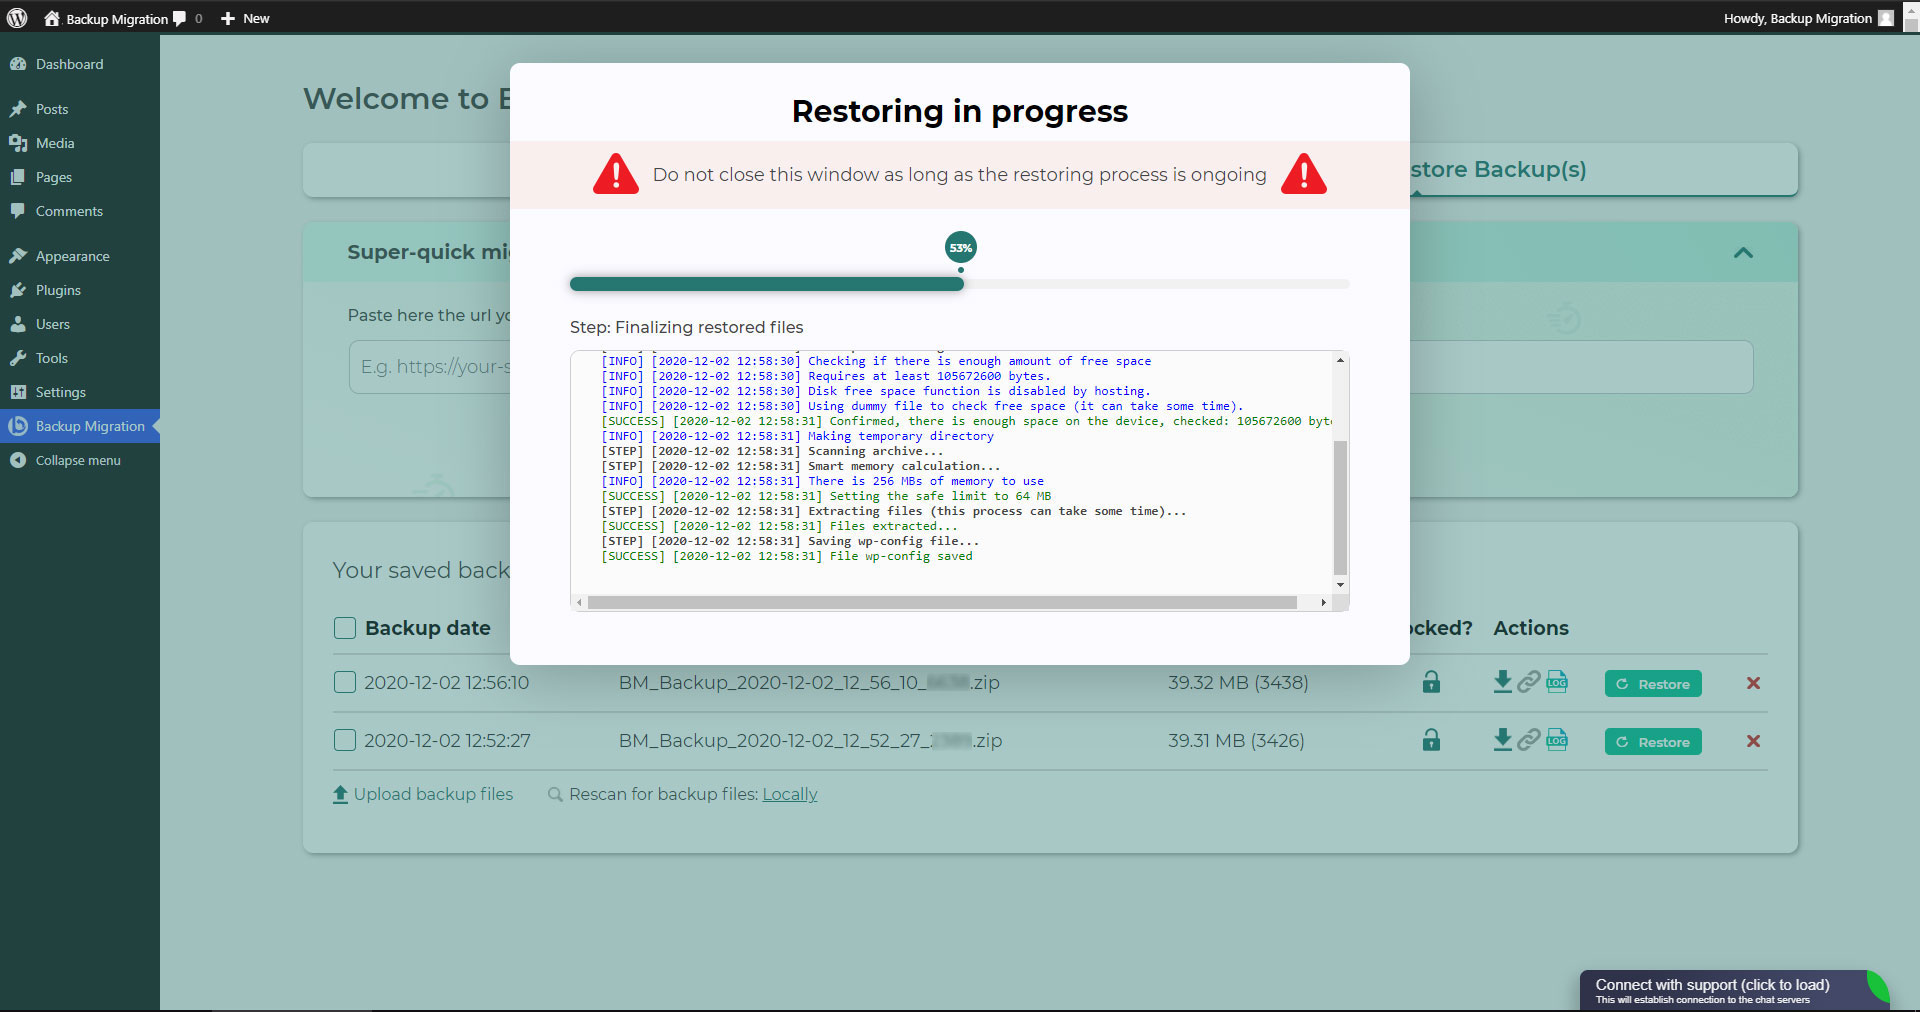 Backup Migration 0 New
Howdy, Backup Migration
Dashboard
Posts
Media
Pages
Comments
Appearance
Plugins
Users
Tools
Settings
Backup Migration
Collapse menu
Welcome to
Restoring in progress
Do not close this window as long as the restoring process is ongoing
store Backup(s)
53%
Super-quick
Paste here the url
E.g. https://your-s
Step: Finalizing restored files
[INFO] [2020-12-02 12:58:30] Checking if there is enough amount of free space
[INFO] [2020-12-02 12:58:30] Requires at least 105672600 bytes.
[INFO] [2020-12-02 12:58:30] Disk free space function is disabled by hosting.
[INFO] [2020-12-02 12:58:30] Using dummy file to check free space (it can take some time).
[SUCCESS] [2020-12-02 12:58:31] Confirmed, there is enough space on the device, checked: 105672600 byt
[INFO] [2020-12-02 12:58:31] Making temporary directory
[STEP] [2020-12-02 12:58:31] Scanning archive...
[STEP] [2020-12-02 12:58:31] Smart memory calculation...
[INFO] [2020-12-02 12:58:31] There is 256 MBs of memory to use
[SUCCESS] [2020-12-02 12:58:31] Setting the safe limit to 64 MB
[STEP] [2020-12-02 12:58:31] Extracting files (this process can take some time)...
[SUCCESS] [2020-12-02 12:58:31] Files extracted...
[STEP] [2020-12-02 12:58:31] Saving wp-config file...
[SUCCESS] [2020-12-02 12:58:31] File wp-config saved
Your saved back
Backup date ocked? Actions
2020-12-02 12:56:10 BM_Backup_2020-12-02_12_56_10_ .zip 39.32 MB (3438) LOG Restore
2020-12-02 12:52:27 BM_Backup_2020-12-02_12_52_27_ .zip 39.31 MB (3426) LOG Restore
Upload backup files Rescan for backup files: Locally
Connect with support (click to load)
This will establish connection to the chat servers